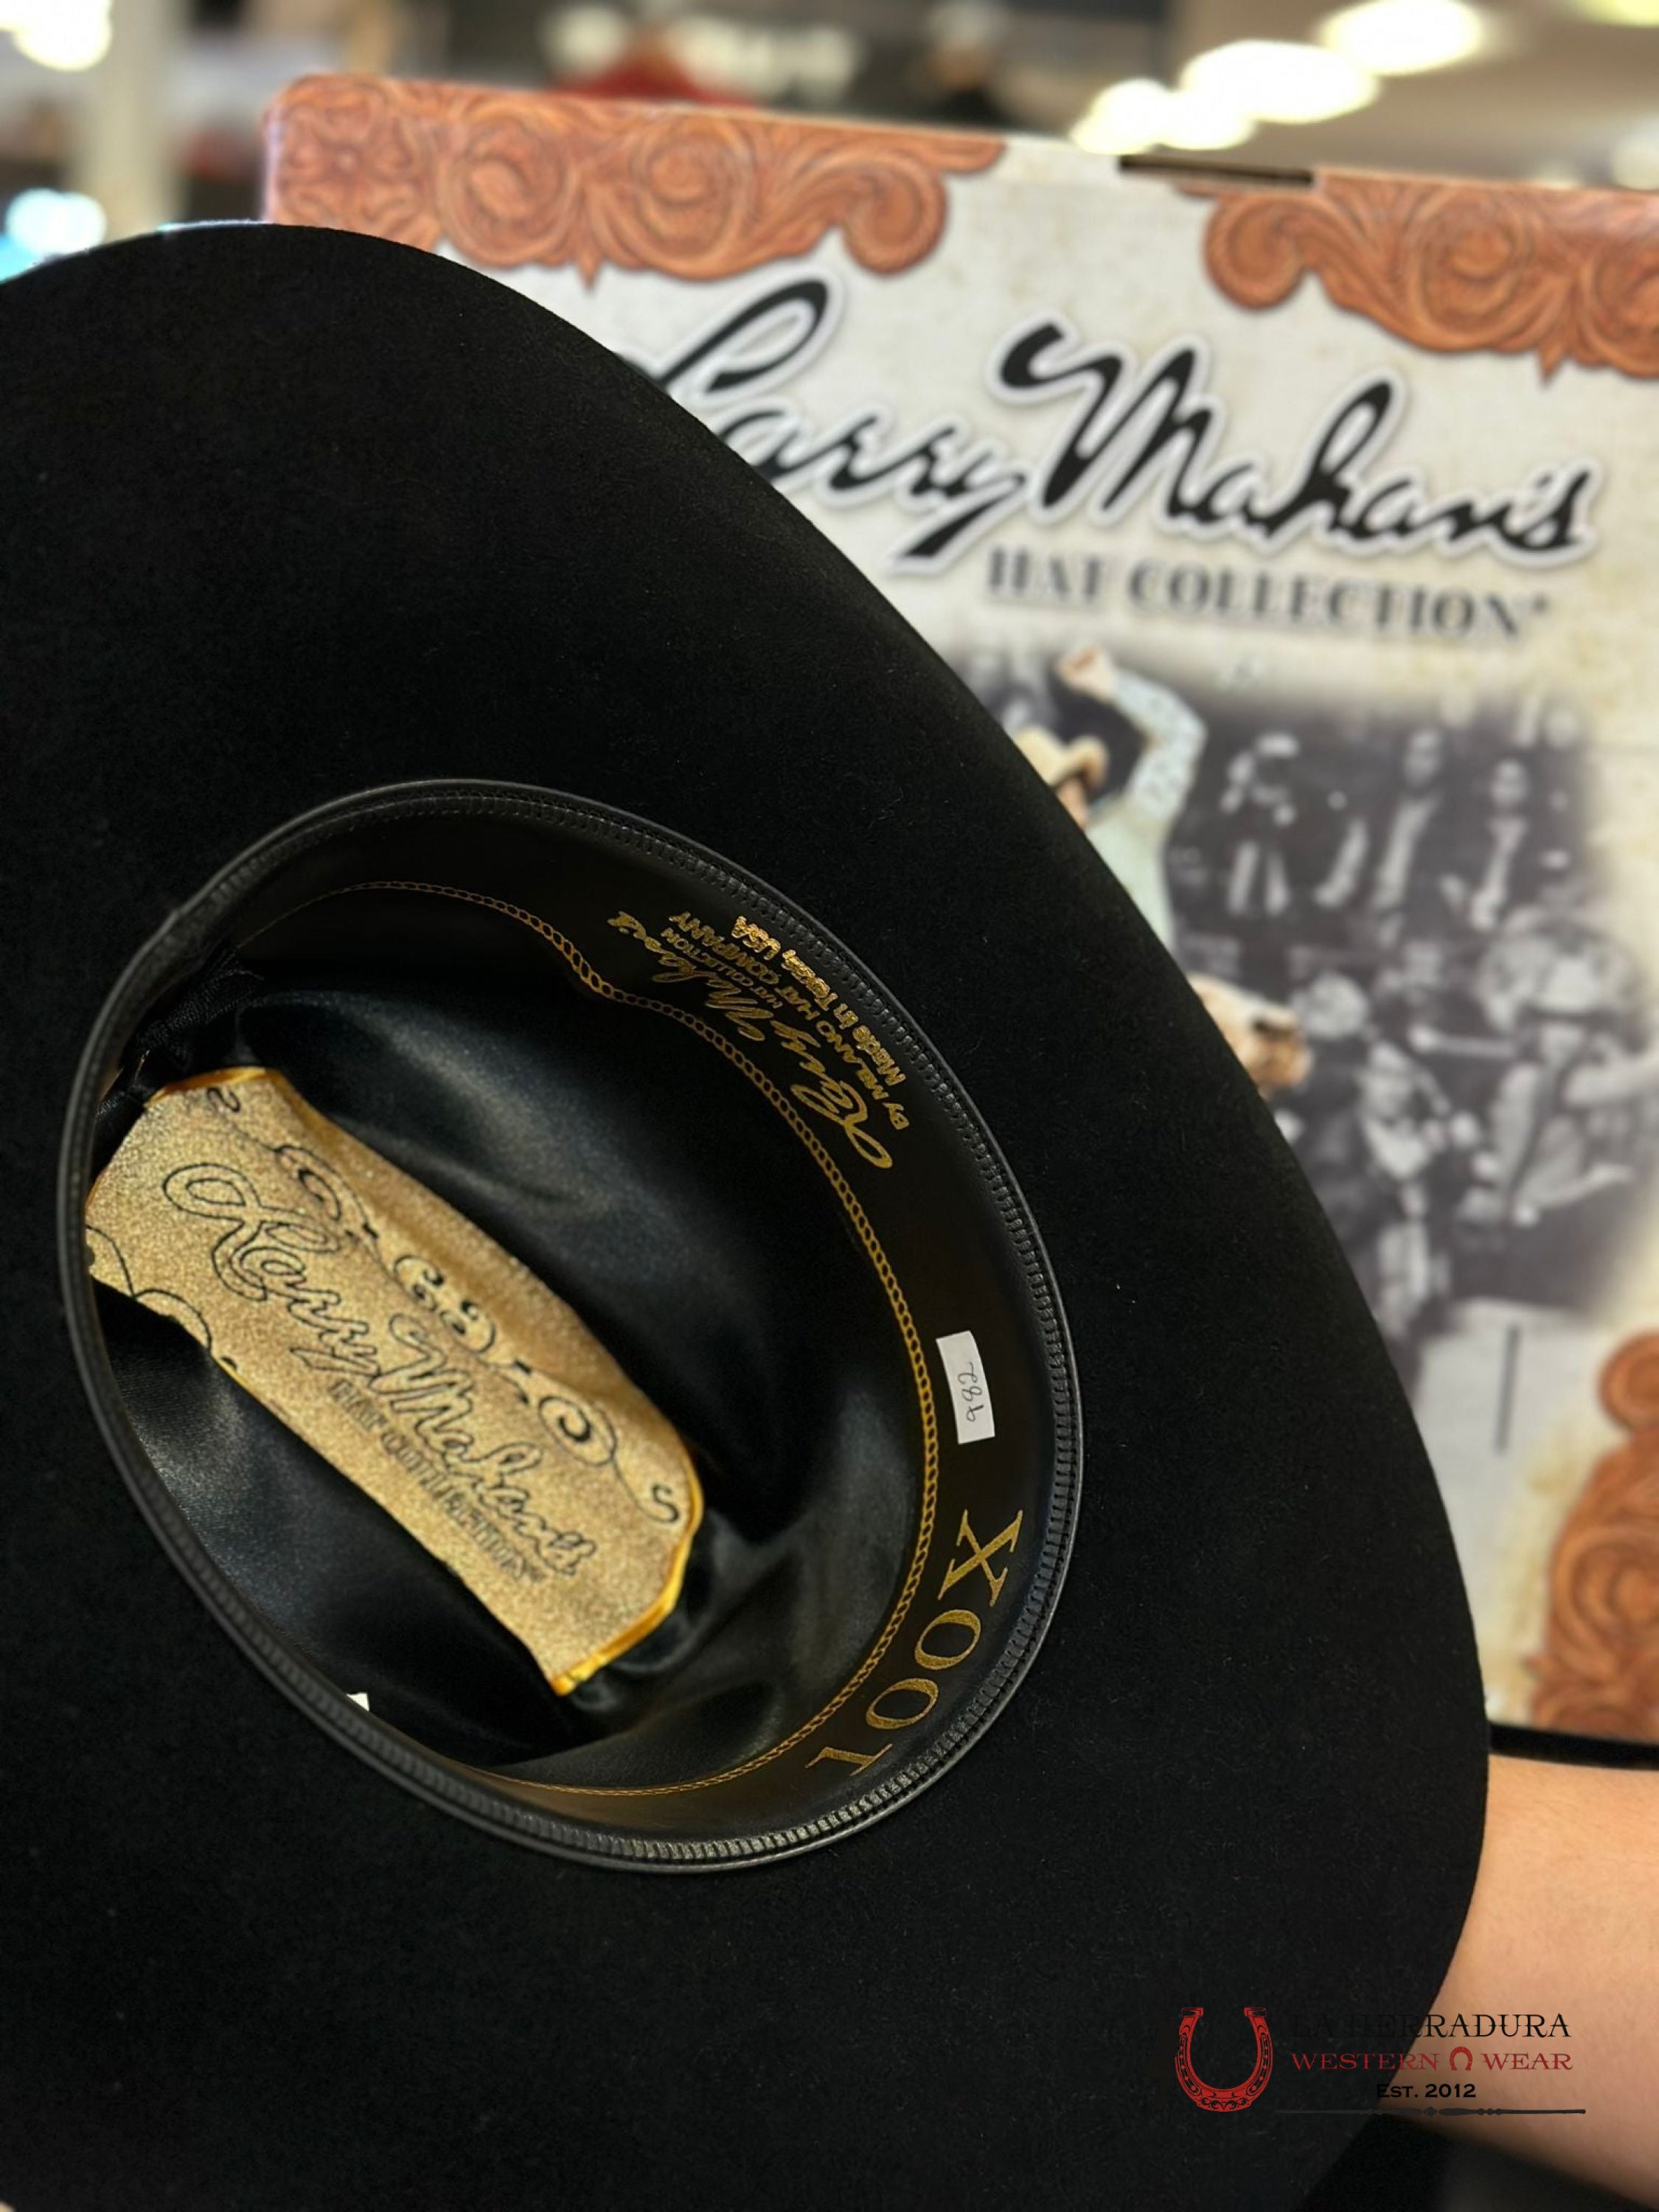 Larry Mahan's
HAT COLLECTION®
Larry Mahan's
HAT COLLECTION
By MILANO HAT COMPANY
Made in Texas, USA
Larry Mahan's
HAT COLLECTION
100X
LA HERRADURA
WESTERN WEAR
EST. 2012